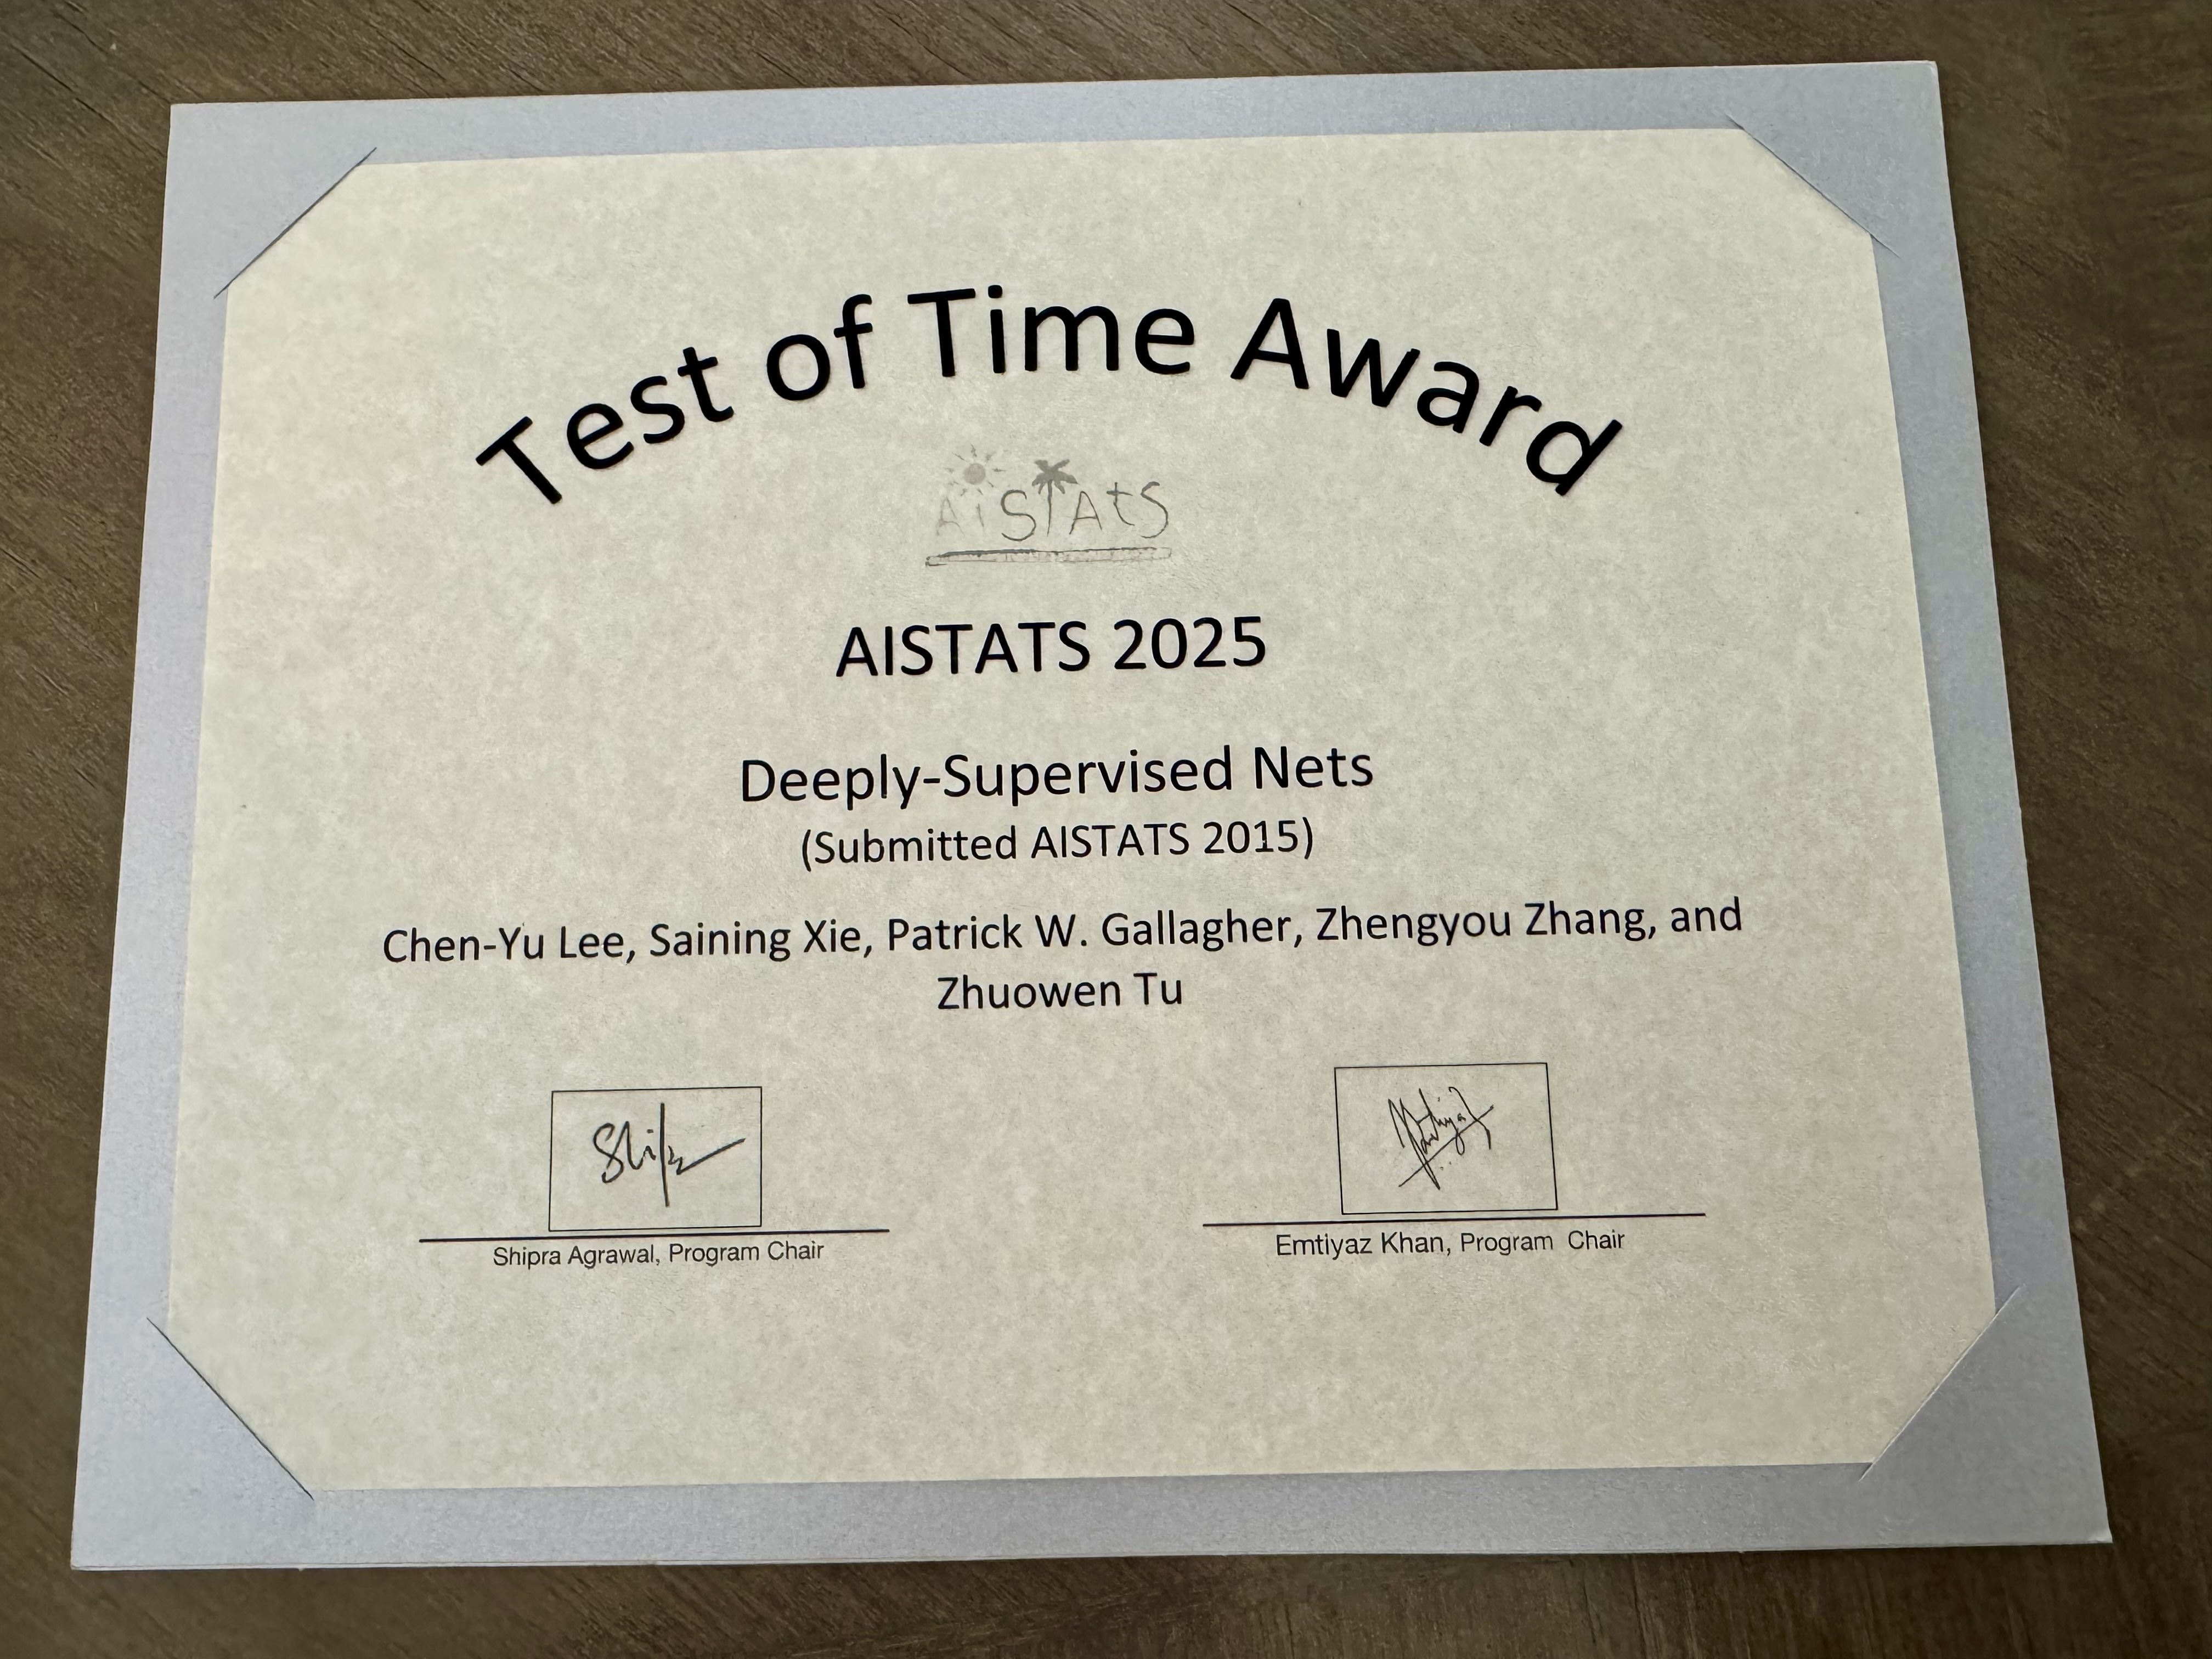 Test of Time Award
AiSTAtS
AISTATS 2025
Deeply-Supervised Nets
(Submitted AISTATS 2015)
Chen-Yu Lee, Saining Xie, Patrick W. Gallagher, Zhengyou Zhang, and
Zhuowen Tu
Shipra Agrawal, Program Chair
Emtiyaz Khan, Program Chair